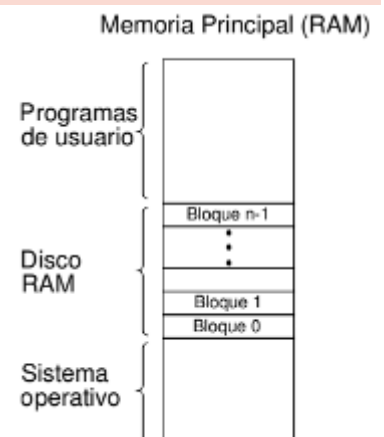 Memoria Principal (RAM)
Programas
de usuario
Bloque n-1
Disco
RAM
Bloque 1
Bloque 0
Sistema
operativo